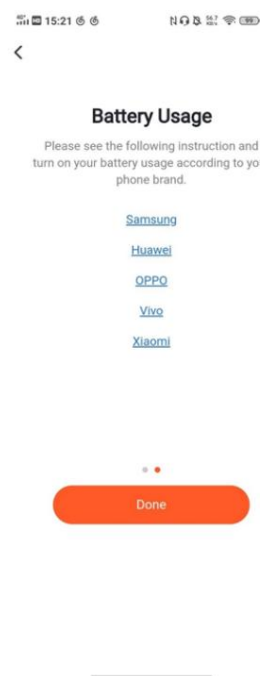 15:21
Battery Usage
Please see the following instruction and
turn on your battery usage according to yo
phone brand.
Samsung
Huawei
OPPO
Vivo
Xiaomi
Done